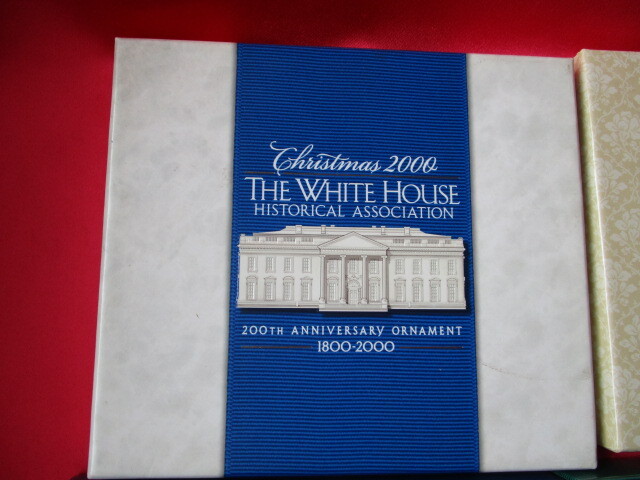 Christmas 2000
THE WHITE HOUSE
HISTORICAL ASSOCIATION
200TH ANNIVERSARY ORNAMENT
1800-2000